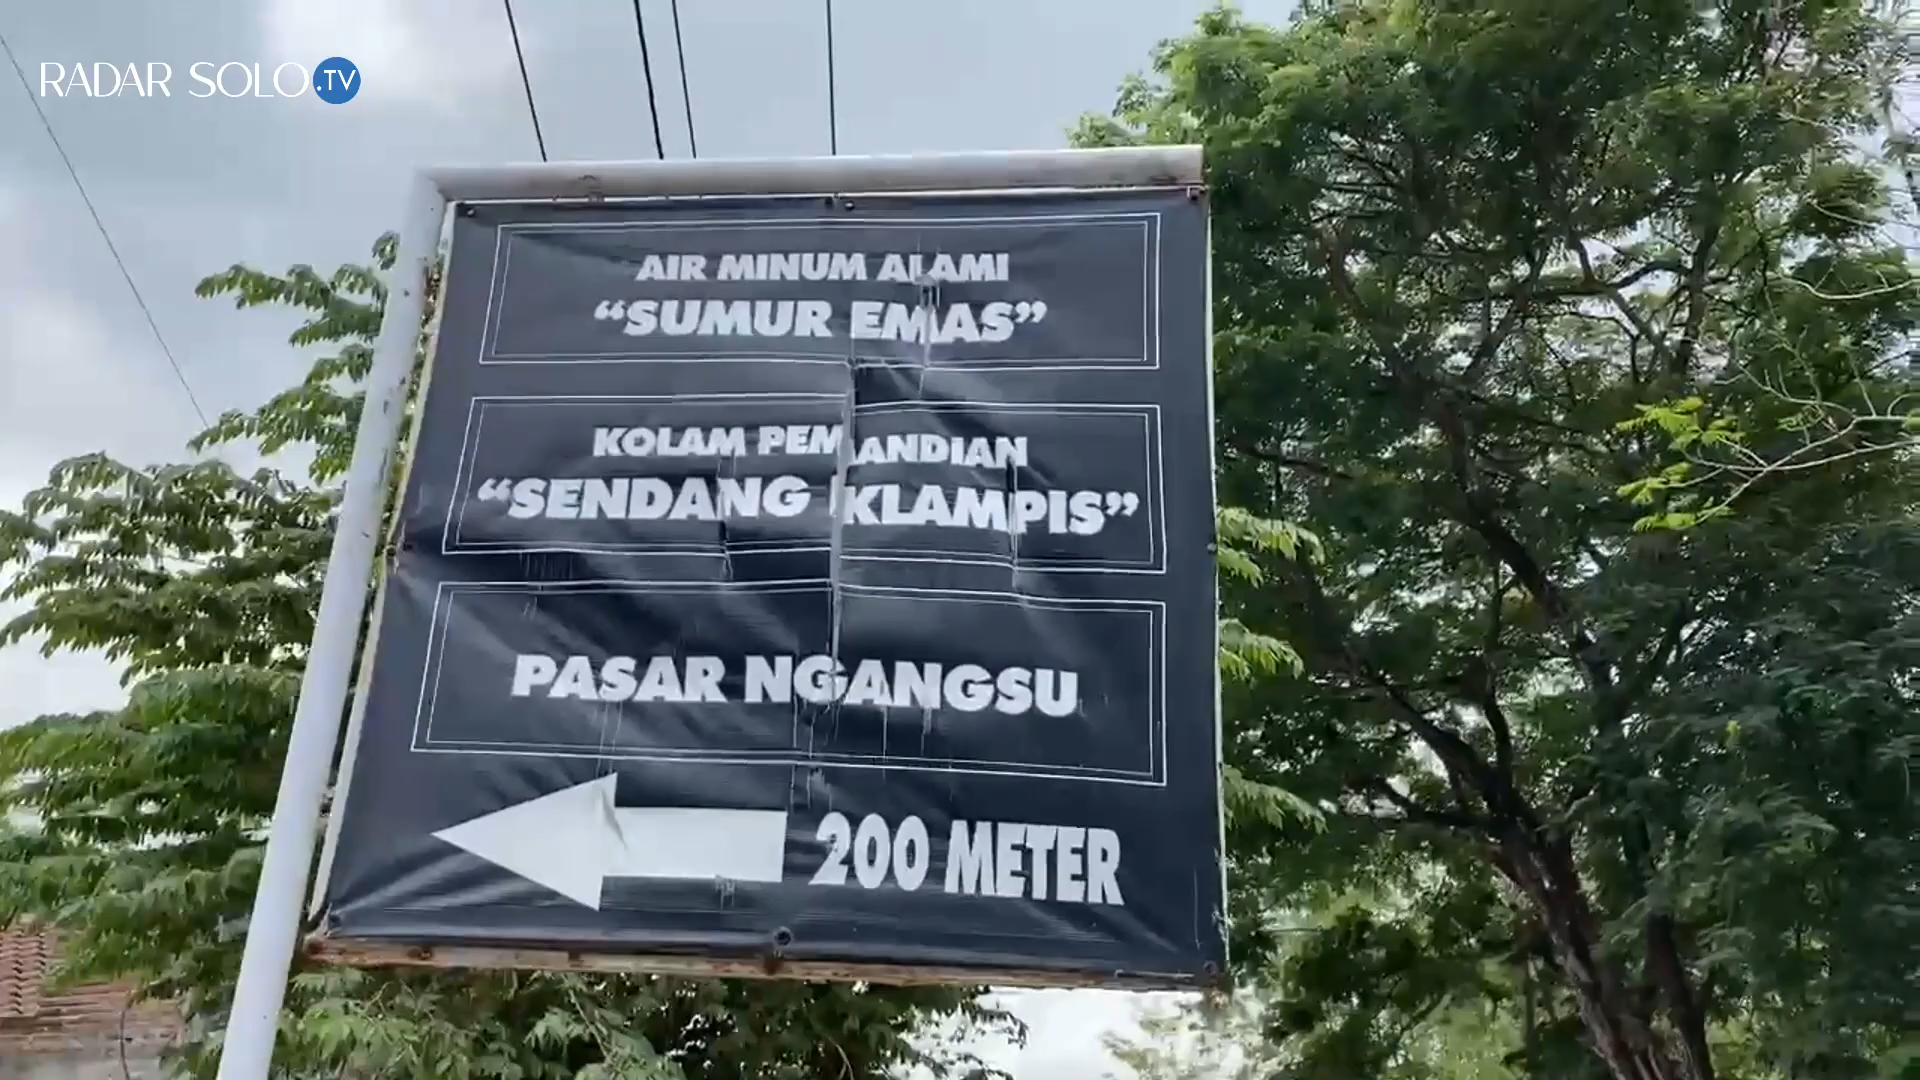 RADAR SOLO.TV
AIR MINUM ALAMI
“SUMUR EMAS”
KOLAM PEMANDIAN
“SENDANG KLAMPIS”
PASAR NGANGSU
200 METER